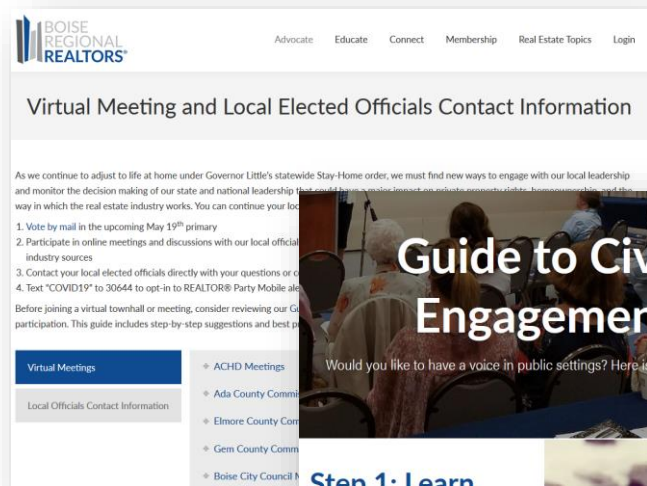 BOISE
REGIONAL
REALTORS®
Advocate Educate Connect Membership Real Estate Topics Login
Virtual Meeting and Local Elected Officials Contact Information
As we continue to adjust to life at home under Governor Little's statewide Stay-Home order, we must find new ways to engage with our local leadership
and monitor the decision making of our state and national leadership that could have a major impact on private property rights, homeownership, and the
way in which the real estate industry works. You can continue your
1. Vote by mail in the upcoming May 19th primary
2. Participate in online meetings and discussions with our local
industry sources
3. Contact your local elected officials directly with your questions or
4. Text "COVID19" to 30644 to opt-in to REALTOR® Party Mobile
Before joining a virtual townhall or meeting, consider reviewing our
participation. This guide includes step-by-step suggestions and best
Virtual Meetings
Local Officials Contact Information
ACHD Meetings
Ada County
Elmore County
Gem County
Boise City Council
Guide to
Would you like to have a voice in public settings? Here
Step 1: Learn